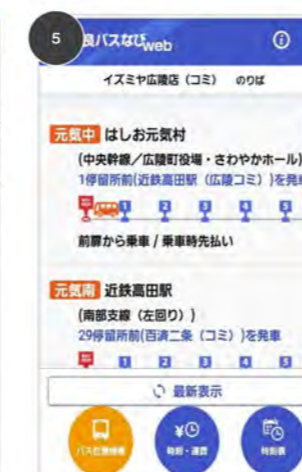 5
良バスなびweb
イズミヤ広陵店（コミ） のりば
元気中 はしお元気村
(中央幹線／広陵町役場・さわやかホール)
1停留所前(近鉄高田駅（広陵コミ）)を発車
1 2 3 4 5
前扉から乗車 / 乗車時先払い
元気南 近鉄高田駅
(南部支線（左回り）)
29停留所前(百済二条（コミ）)を発車
1 2 3 4 5
最新表示
バス位置情報
時刻・運賃
時刻表